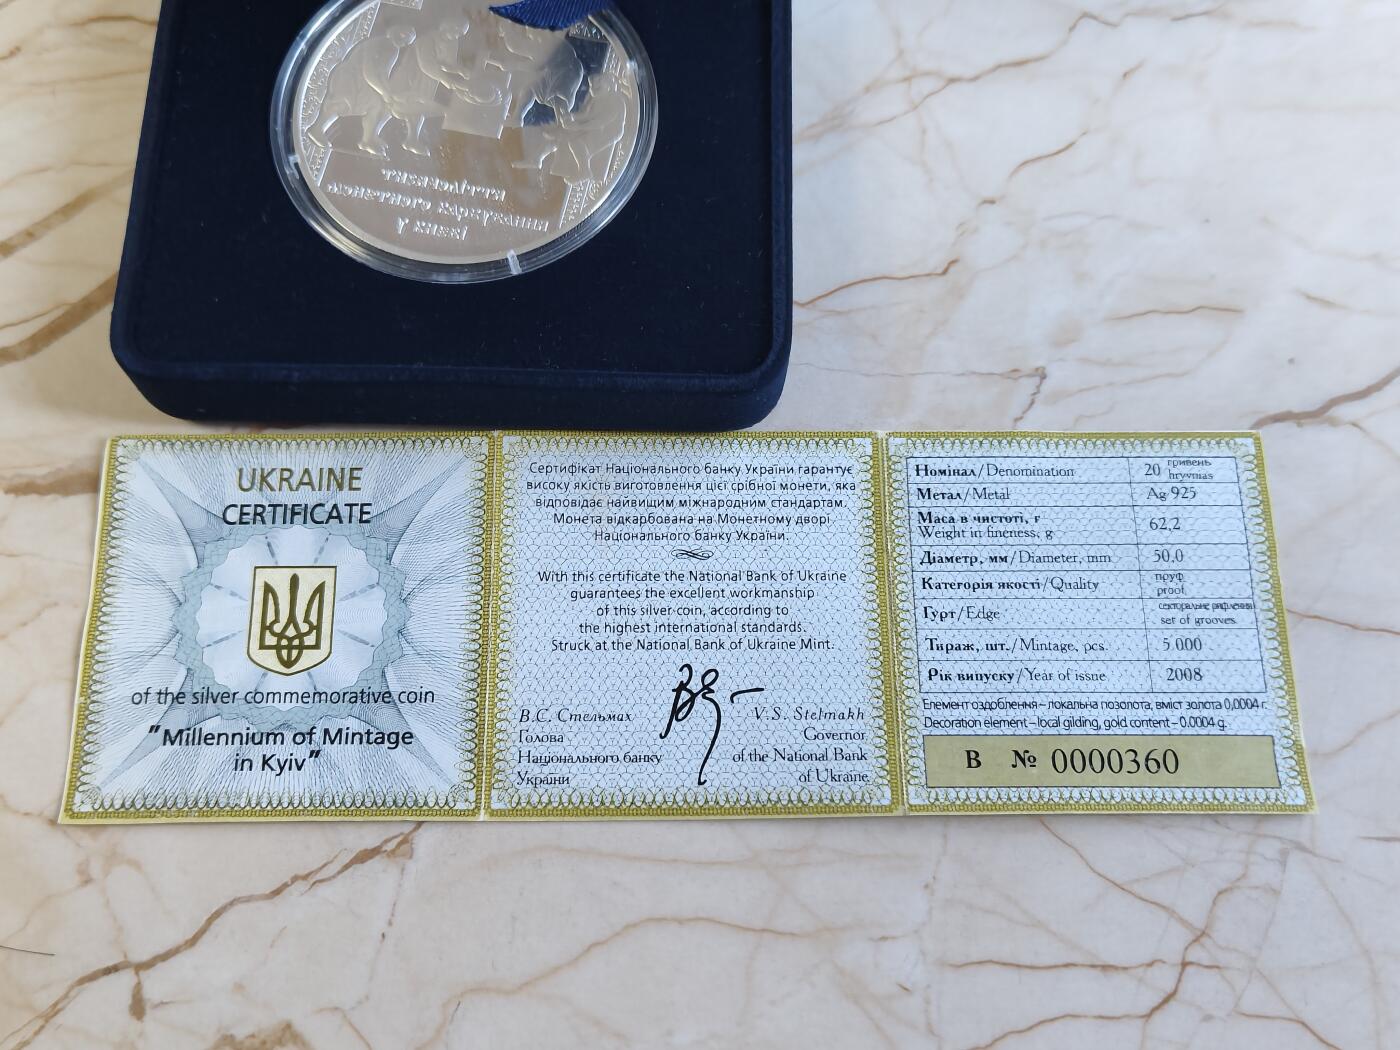 тисячоліття
монетного карбування
у києві
UKRAINE
CERTIFICATE
of the silver commemorative coin
"Millennium of Mintage
in Kyiv"
Сертифікат Національного банку України гарантує
високу якість виготовлення цієї срібної монети, яка
відповідає найвищим міжнародним стандартам.
Монета відкарбована на Монетному дворі
Національного банку України.
With this certificate the National Bank of Ukraine
guarantees the excellent workmanship
of this silver coin, according to
the highest international standards.
Struck at the National Bank of Ukraine Mint.
В.С. Стельмах
Голова
Національного банку
України
V.S. Stelmakh
Governor
of the National Bank
of Ukraine
Номінал/Denomination 20 гривень hryvnias
Метал/Metal Ag 925
Маса в чистоті, г
Weight in fineness, g 62,2
Діаметр, мм/Diameter, mm 50,0
Категорія якості/Quality пруф proof
Гурт/Edge секторальне рифлення set of grooves
Тираж, шт./Mintage, pcs. 5.000
Рік випуску/Year of issue 2008
Елемент оздоблення – локальна позолота, вміст золота 0,0004 г.
Decoration element – local gilding, gold content – 0.0004 g.
В № 0000360